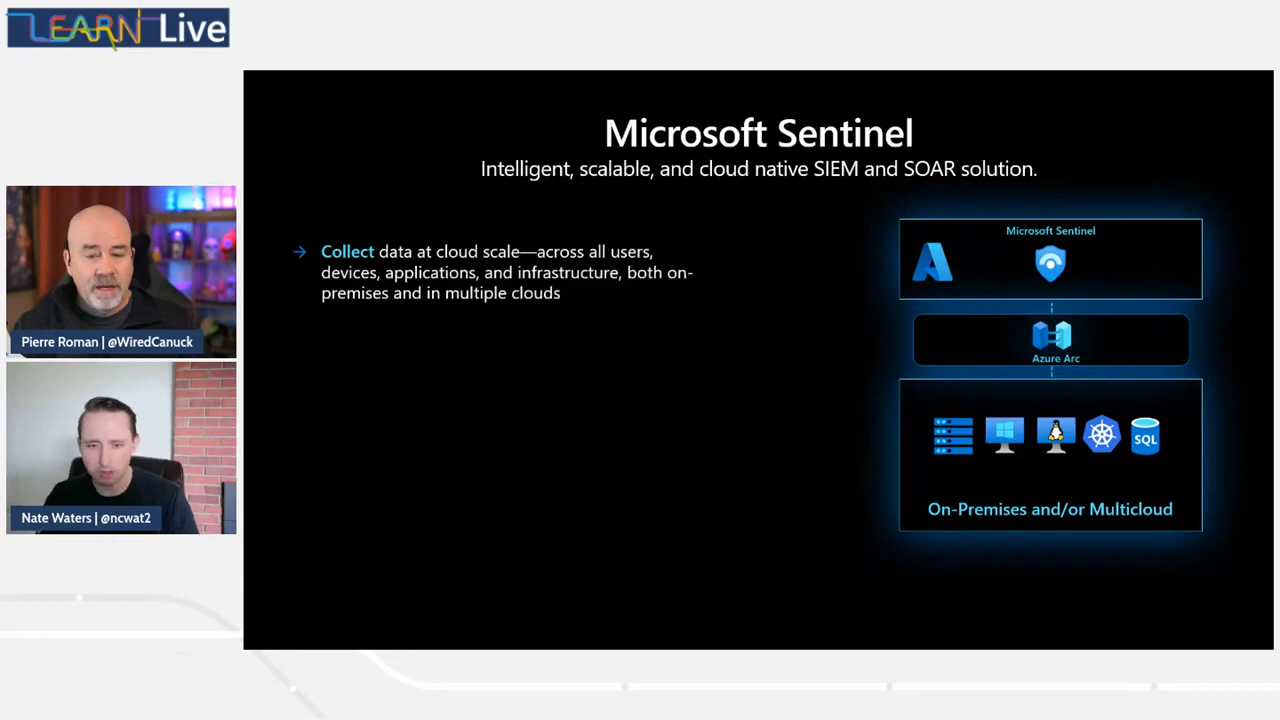 LEARN Live
Microsoft Sentinel
Intelligent, scalable, and cloud native SIEM and SOAR solution.
→ Collect data at cloud scale—across all users,
devices, applications, and infrastructure, both on-
premises and in multiple clouds
Microsoft Sentinel
Azure Arc
SQL
On-Premises and/or Multicloud
Pierre Roman | @WiredCanuck
Nate Waters | @ncwat2